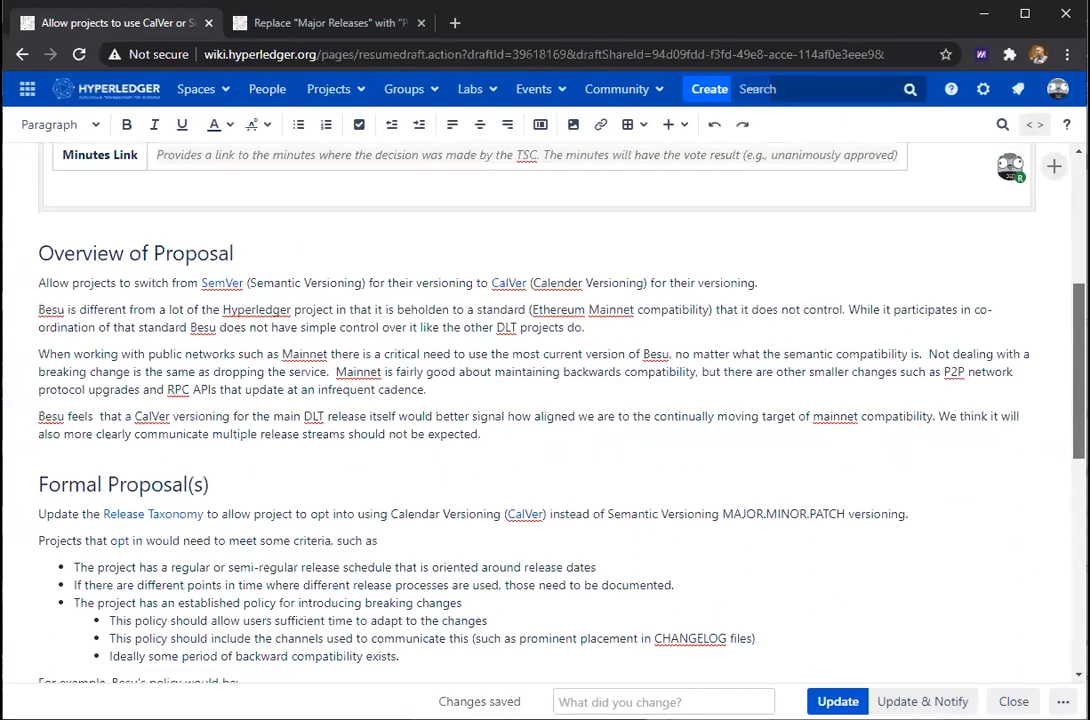 Allow projects to use CalVer or S
Replace "Major Releases" with "P
Not secure wiki.hyperledger.org/pages/resumedraft.action?draftId=39618169&draftShareId=94d09fdd-f3fd-49e8-acce-114af0e3eee9&
HYPERLEDGER Spaces People Projects Groups Labs Events Community Create Search
Paragraph B I U A < > ?
Minutes Link Provides a link to the minutes where the decision was made by the TSC. The minutes will have the vote result (e.g., unanimously approved)
Overview of Proposal
Allow projects to switch from SemVer (Semantic Versioning) for their versioning to CalVer (Calender Versioning) for their versioning.
Besu is different from a lot of the Hyperledger project in that it is beholden to a standard (Ethereum Mainnet compatibility) that it does not control. While it participates in co-
ordination of that standard Besu does not have simple control over it like the other DLT projects do.
When working with public networks such as Mainnet there is a critical need to use the most current version of Besu, no matter what the semantic compatibility is. Not dealing with a
breaking change is the same as dropping the service. Mainnet is fairly good about maintaining backwards compatibility, but there are other smaller changes such as P2P network
protocol upgrades and RPC APIs that update at an infrequent cadence.
Besu feels that a CalVer versioning for the main DLT release itself would better signal how aligned we are to the continually moving target of mainnet compatibility. We think it will
also more clearly communicate multiple release streams should not be expected.
Formal Proposal(s)
Update the Release Taxonomy to allow project to opt into using Calendar Versioning (CalVer) instead of Semantic Versioning MAJOR.MINOR.PATCH versioning.
Projects that opt in would need to meet some criteria, such as
• The project has a regular or semi-regular release schedule that is oriented around release dates
• If there are different points in time where different release processes are used, those need to be documented.
• The project has an established policy for introducing breaking changes
• This policy should allow users sufficient time to adapt to the changes
• This policy should include the channels used to communicate this (such as prominent placement in CHANGELOG files)
• Ideally some period of backward compatibility exists.
For example, Besu's policy would be:
Changes saved What did you change? Update Update & Notify Close